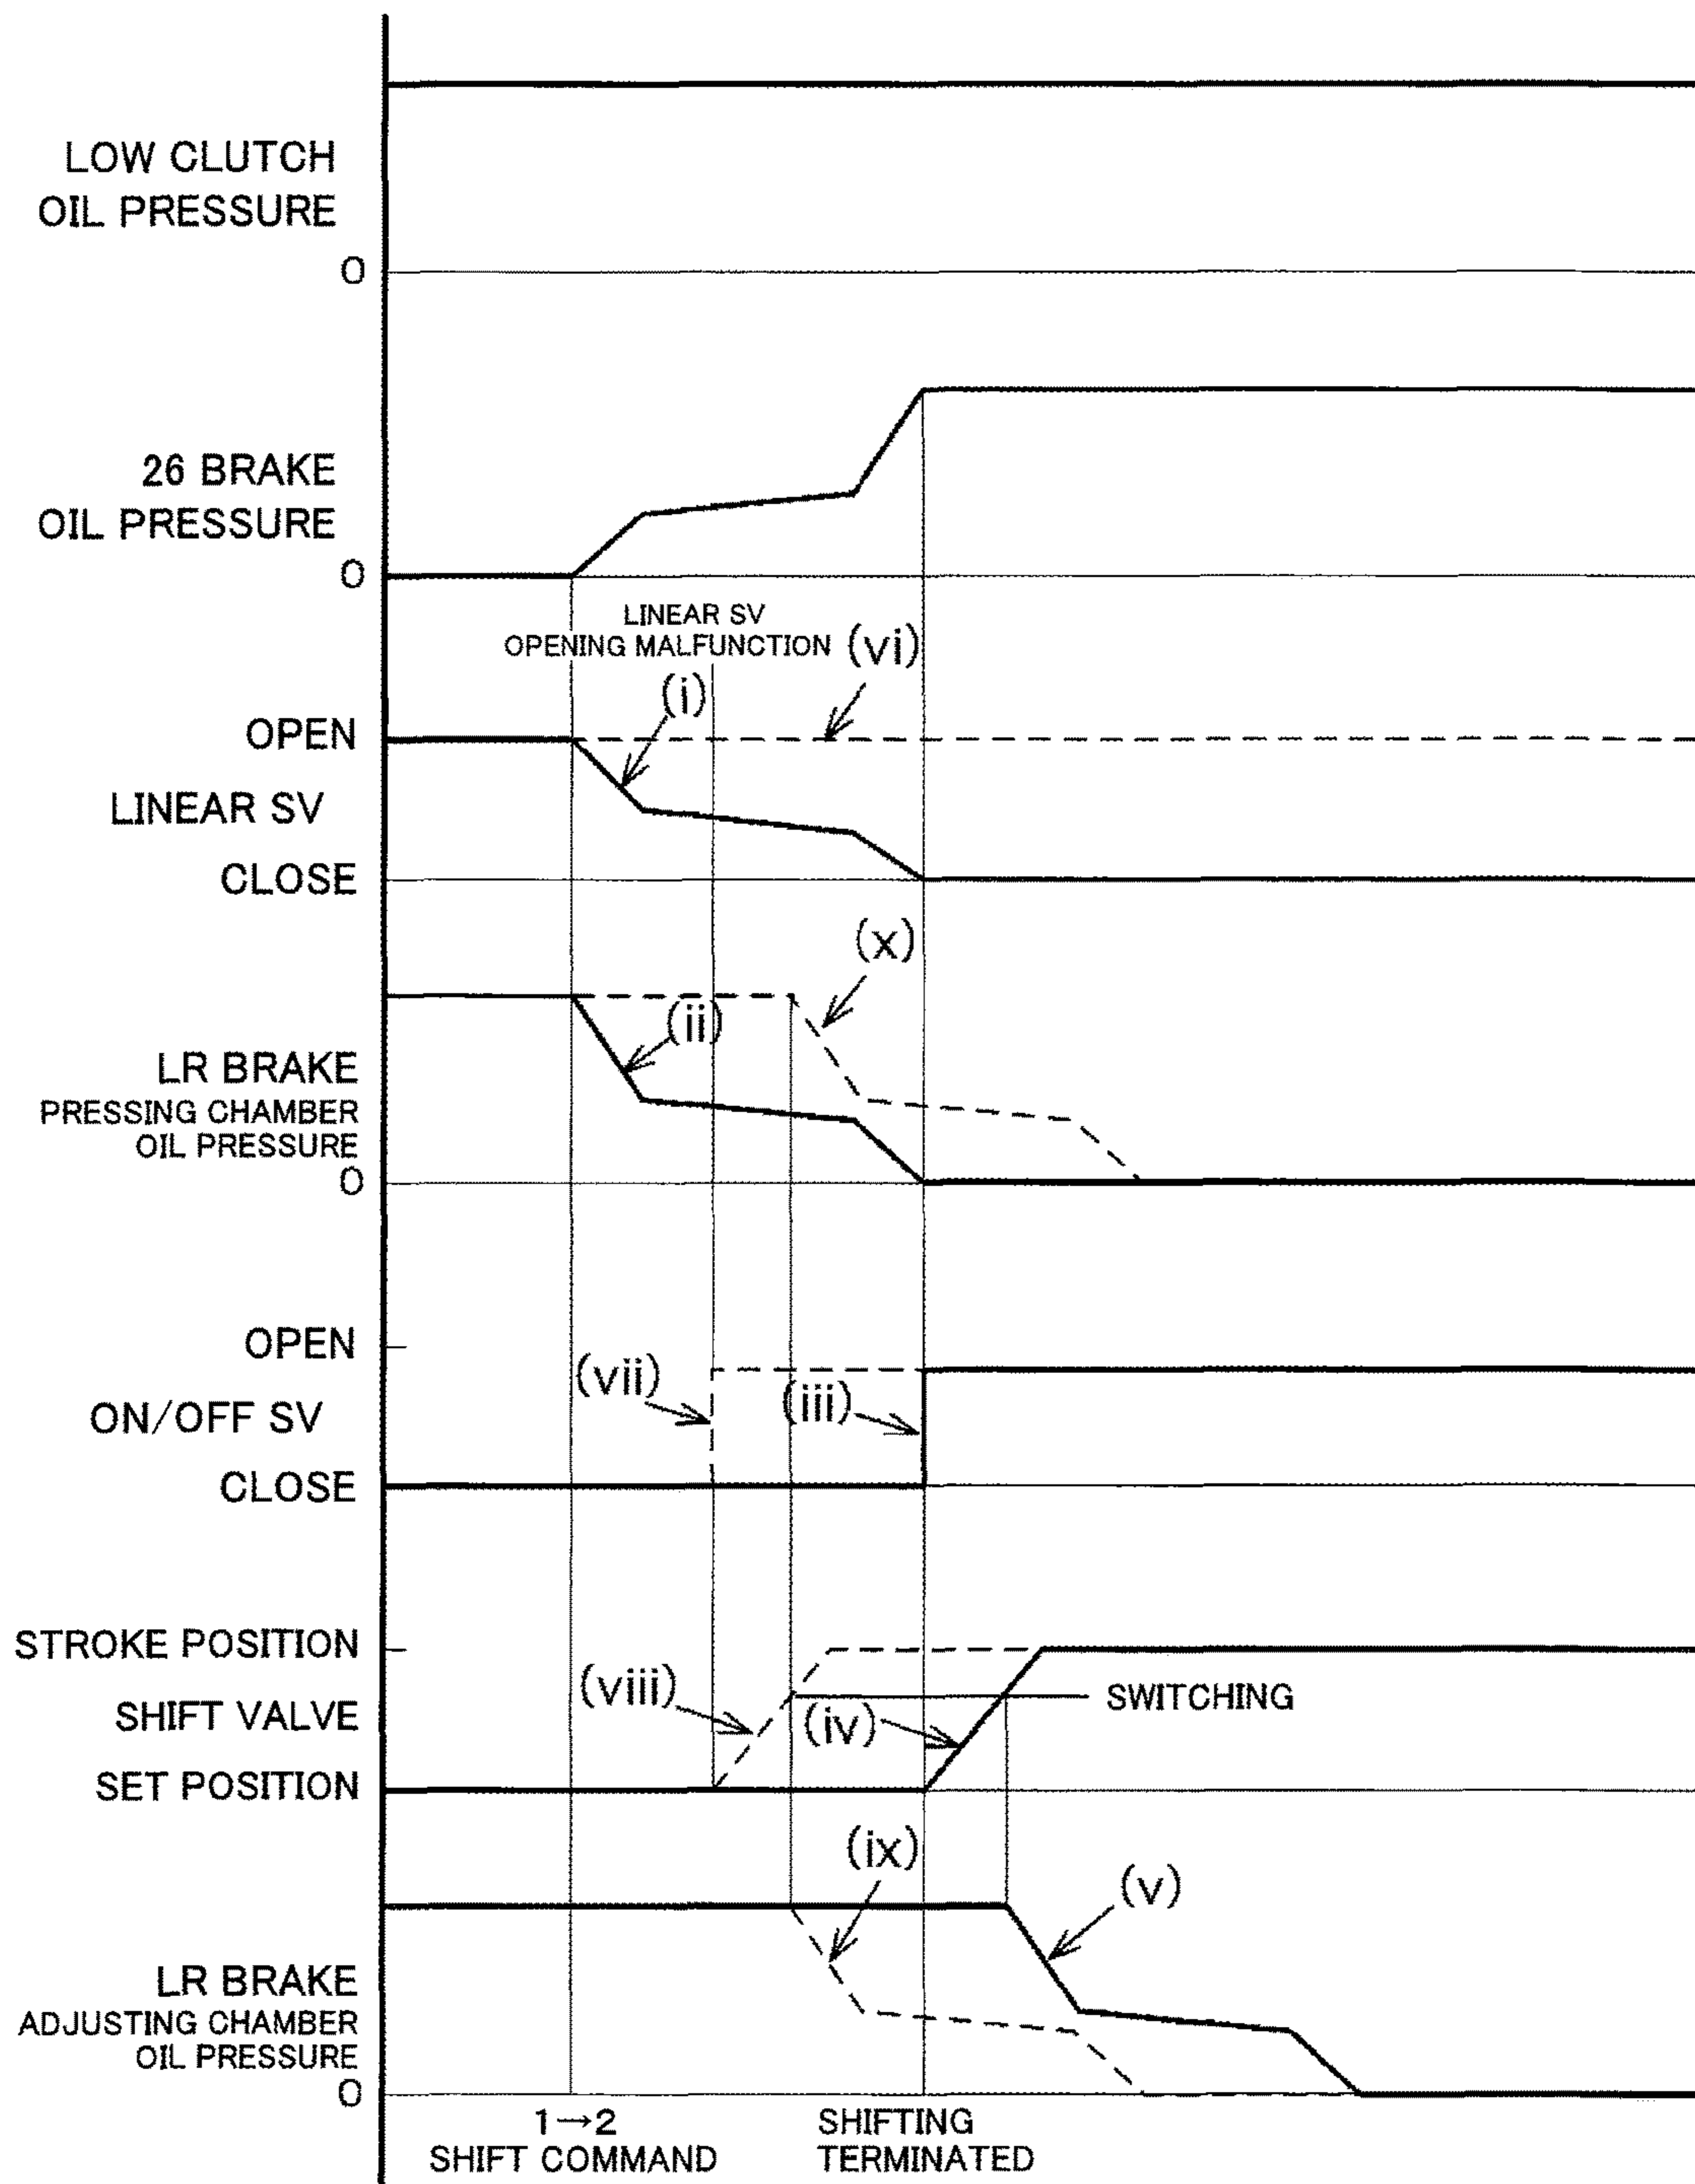 LOW CLUTCH
OIL PRESSURE
0
26 BRAKE
OIL PRESSURE
0
LINEAR SV
OPENING MALFUNCTION
(vi)
(i)
OPEN
LINEAR SV
CLOSE
(x)
(ii)
LR BRAKE
PRESSING CHAMBER
OIL PRESSURE
0
OPEN
(vii)
(iii)
ON/OFF SV
CLOSE
STROKE POSITION
(viii)
SWITCHING
SHIFT VALVE
(iv)
SET POSITION
(ix)
(v)
LR BRAKE
ADJUSTING CHAMBER
OIL PRESSURE
0
1→2
SHIFT COMMAND
SHIFTING
TERMINATED